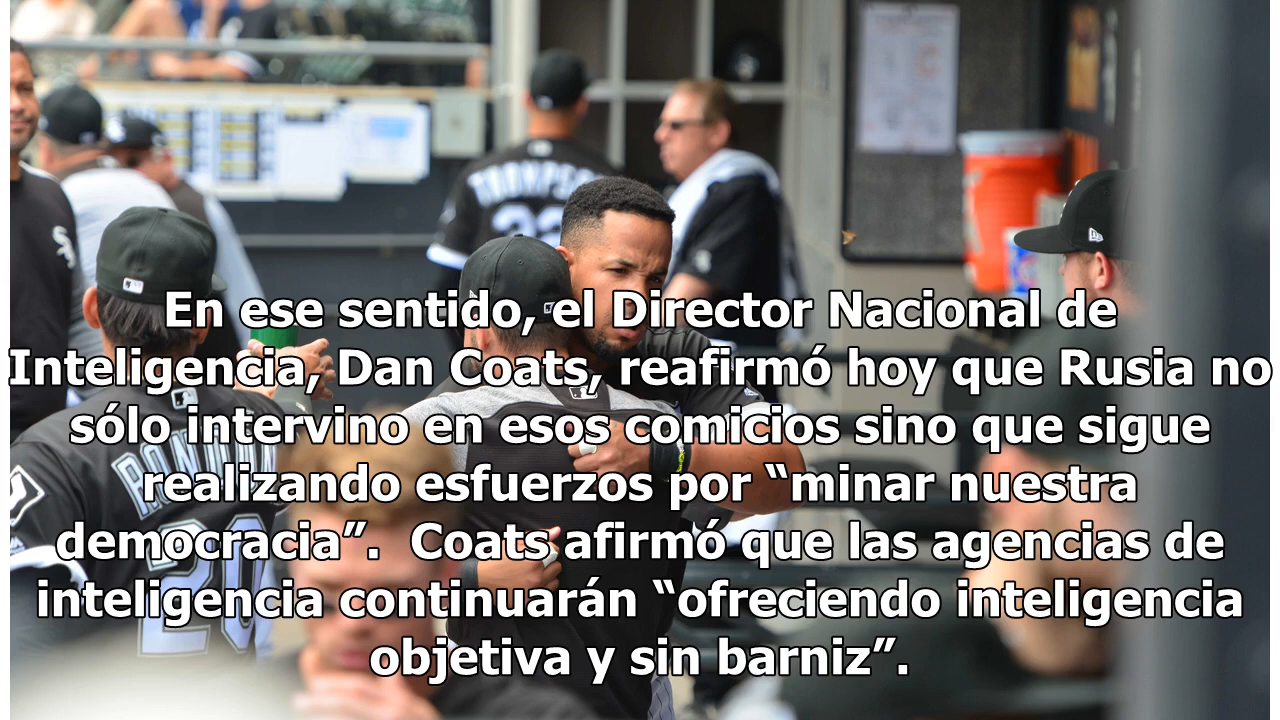 THOMPSO
En ese sentido, el Director Nacional de
Inteligencia, Dan Coats, reafirmó hoy que Rusia no
sólo intervino en esos comicios sino que sigue
realizando esfuerzos por “minar nuestra
democracia”.  Coats afirmó que las agencias de
inteligencia continuarán “ofreciendo inteligencia
objetiva y sin barniz”.
20